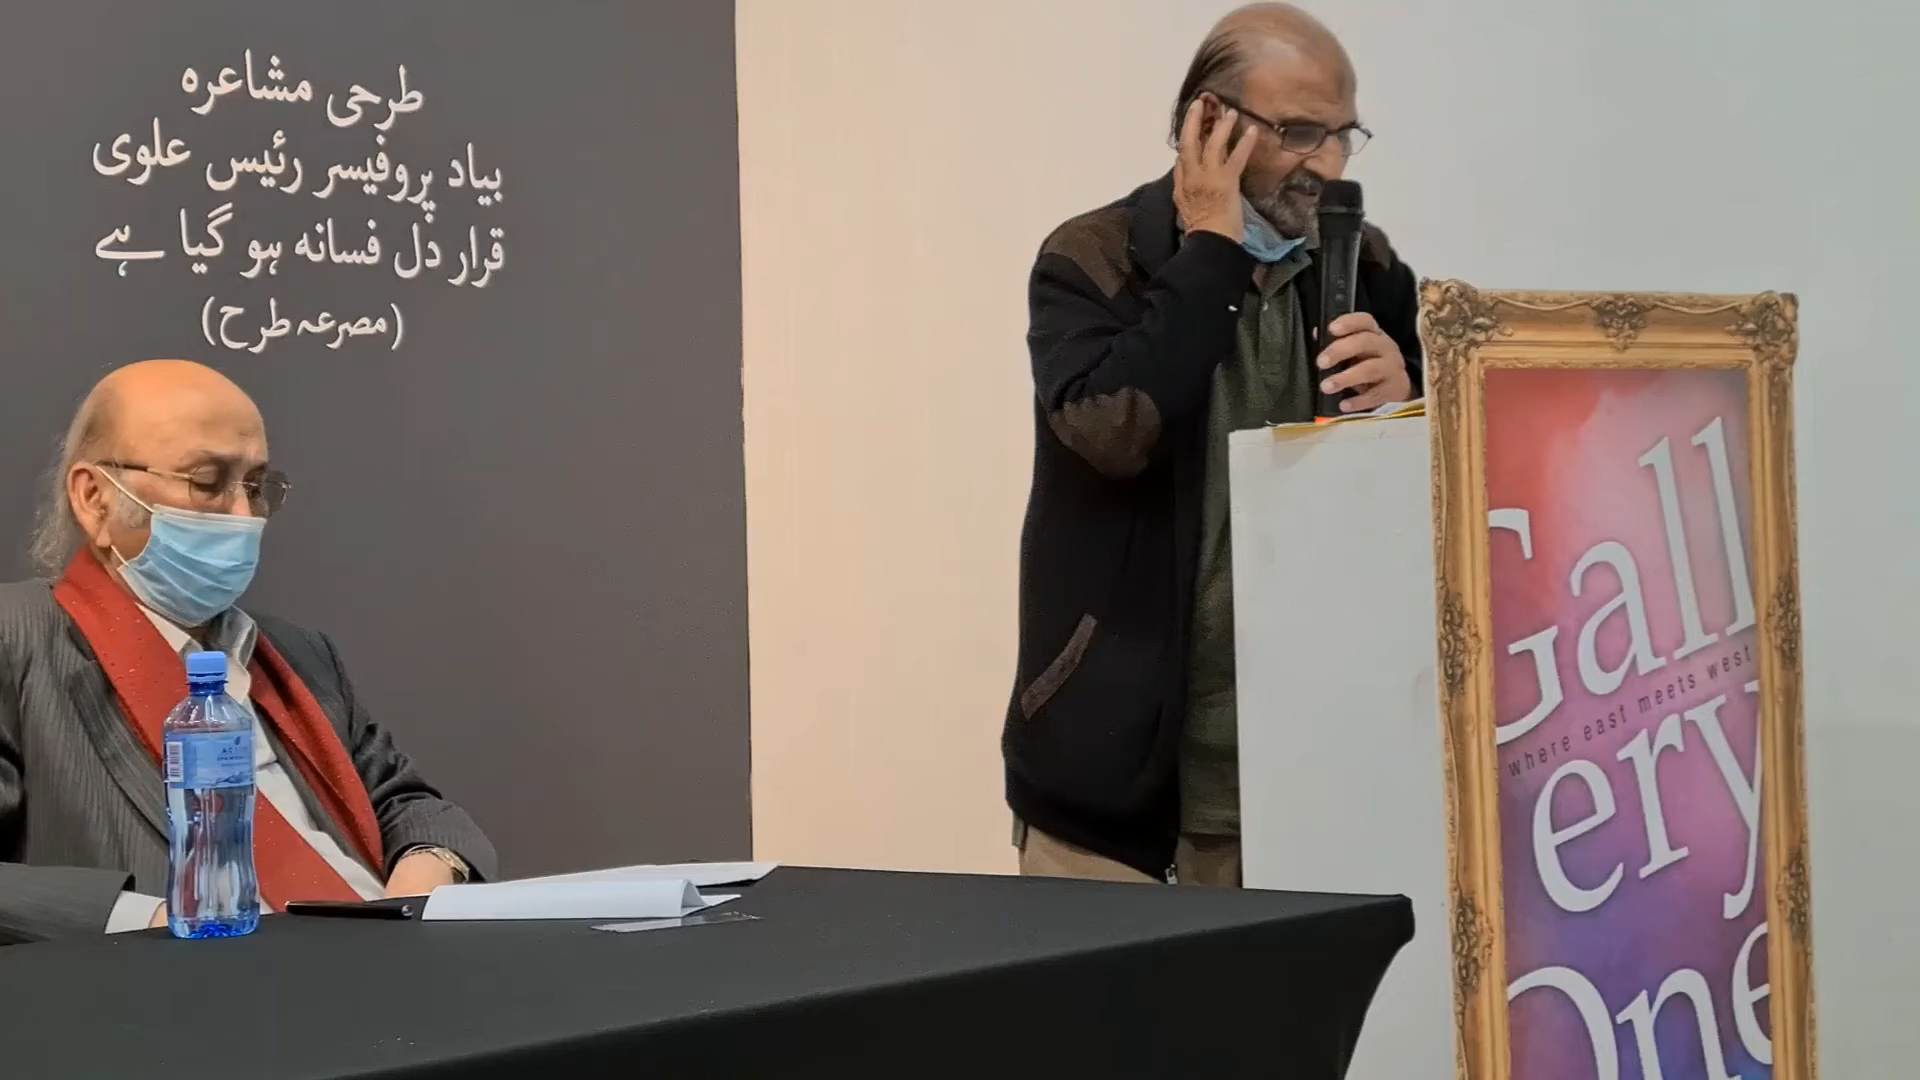 طرحی مشاعرہ
بیاد پروفیسر رئیس علوی
قرار دل فسانہ ہو گیا ہے
(مصرعہ طرح)
Gall
where east meets west
ery
One